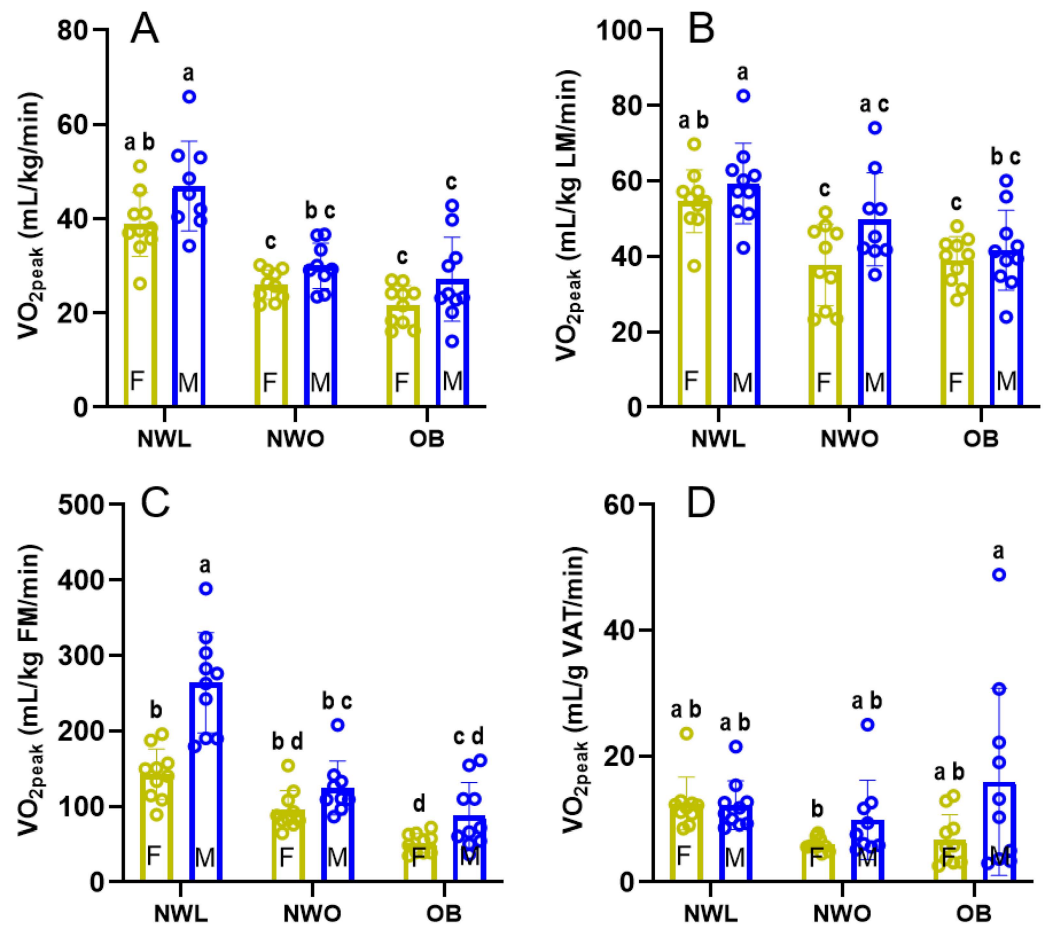 A
VO2peak (mL/kg/min)
80
60
40
20
0
a b
a
c
b c
c
c
F
M
F
M
F
M
NWL
NWO
OB
B
VO2peak (mL/kg LM/min)
100
80
60
40
20
0
a b
a
c
a c
c
b c
F
M
F
M
F
M
NWL
NWO
OB
C
VO2peak (mL/kg FM/min)
500
400
300
200
100
0
b
a
b d
b c
d
c d
F
M
F
M
F
M
NWL
NWO
OB
D
VO2peak (mL/g VAT/min)
60
40
20
0
a b
a b
b
a b
a b
a
F
M
F
M
F
M
NWL
NWO
OB